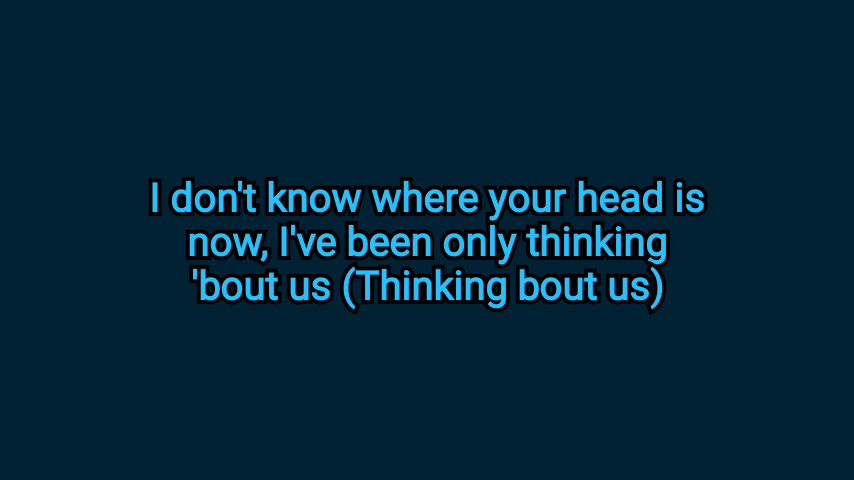 I don't know where your head is
now, I've been only thinking
'bout us (Thinking bout us)